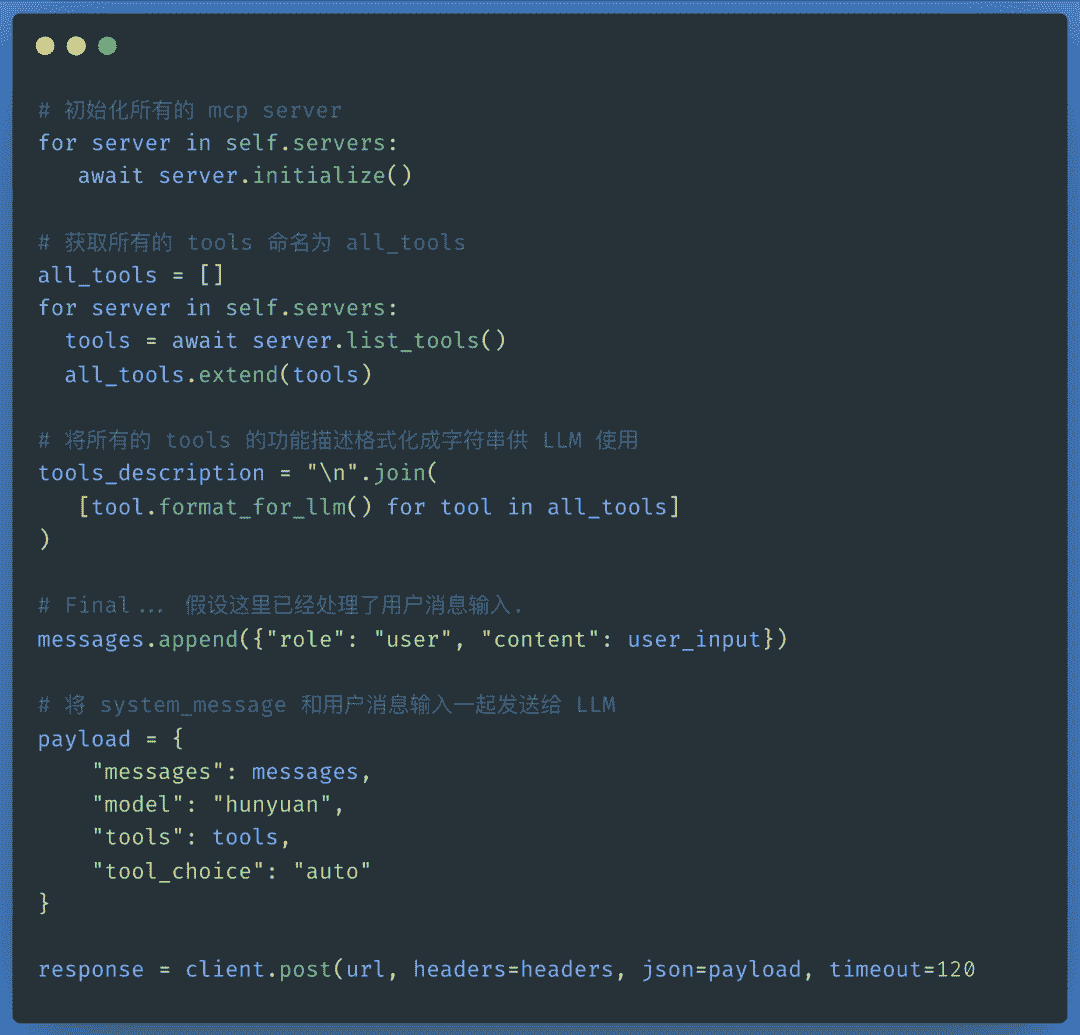 # 初始化所有的 mcp server
for server in self.servers:
   await server.initialize()
# 获取所有的 tools 命名为 all_tools
all_tools = []
for server in self.servers:
  tools = await server.list_tools()
  all_tools.extend(tools)
# 将所有的 tools 的功能描述格式化成字符串供 LLM 使用
tools_description = "\n".join(
   [tool.format_for_llm() for tool in all_tools]
)
# Final... 假设这里已经处理了用户消息输入.
messages.append({"role": "user", "content": user_input})
# 将 system_message 和用户消息输入一起发送给 LLM
payload = {
    "messages": messages,
    "model": "hunyuan",
    "tools": tools,
    "tool_choice": "auto"
}
response = client.post(url, headers=headers, json=payload, timeout=120